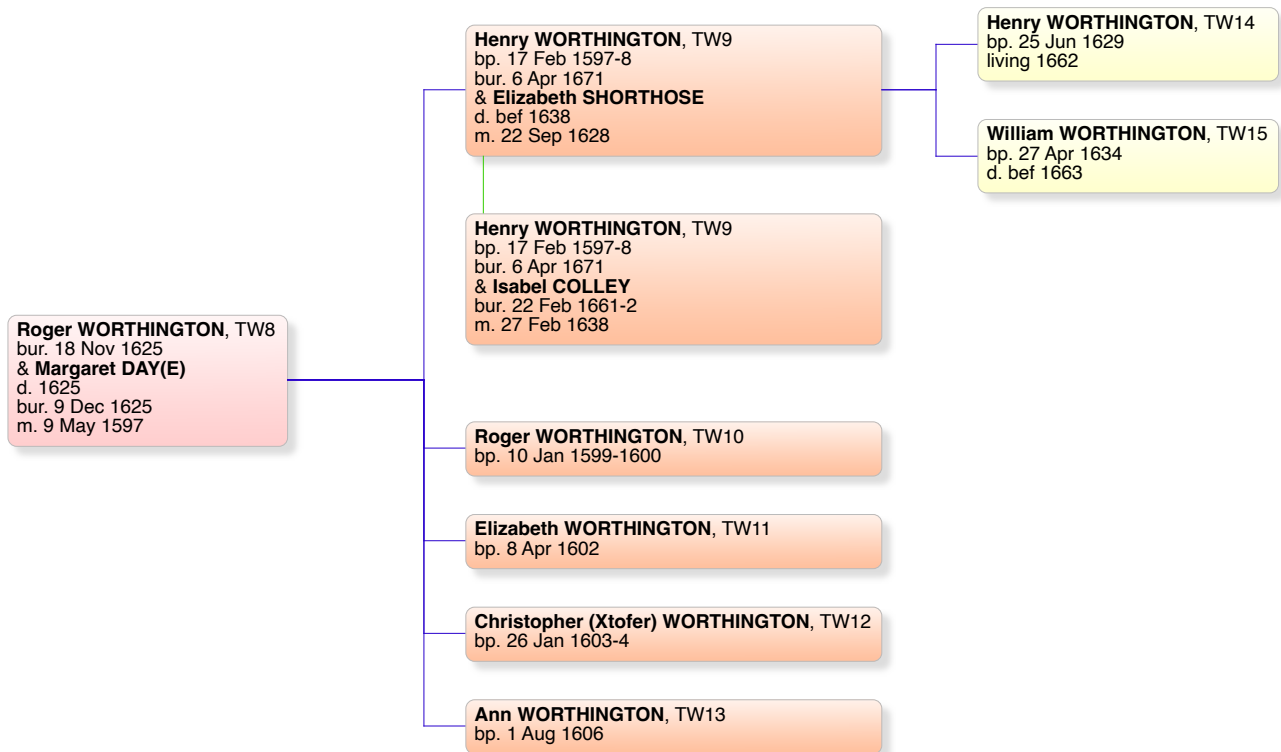 Roger WORTHINGTON, TW8
bur. 18 Nov 1625
& Margaret DAY(E)
d. 1625
bur. 9 Dec 1625
m. 9 May 1597
Henry WORTHINGTON, TW9
bp. 17 Feb 1597-8
bur. 6 Apr 1671
& Elizabeth SHORTHOSE
d. bef 1638
m. 22 Sep 1628
Henry WORTHINGTON, TW9
bp. 17 Feb 1597-8
bur. 6 Apr 1671
& Isabel COLLEY
bur. 22 Feb 1661-2
m. 27 Feb 1638
Roger WORTHINGTON, TW10
bp. 10 Jan 1599-1600
Elizabeth WORTHINGTON, TW11
bp. 8 Apr 1602
Christopher (Xtofer) WORTHINGTON, TW12
bp. 26 Jan 1603-4
Ann WORTHINGTON, TW13
bp. 1 Aug 1606
Henry WORTHINGTON, TW14
bp. 25 Jun 1629
living 1662
William WORTHINGTON, TW15
bp. 27 Apr 1634
d. bef 1663